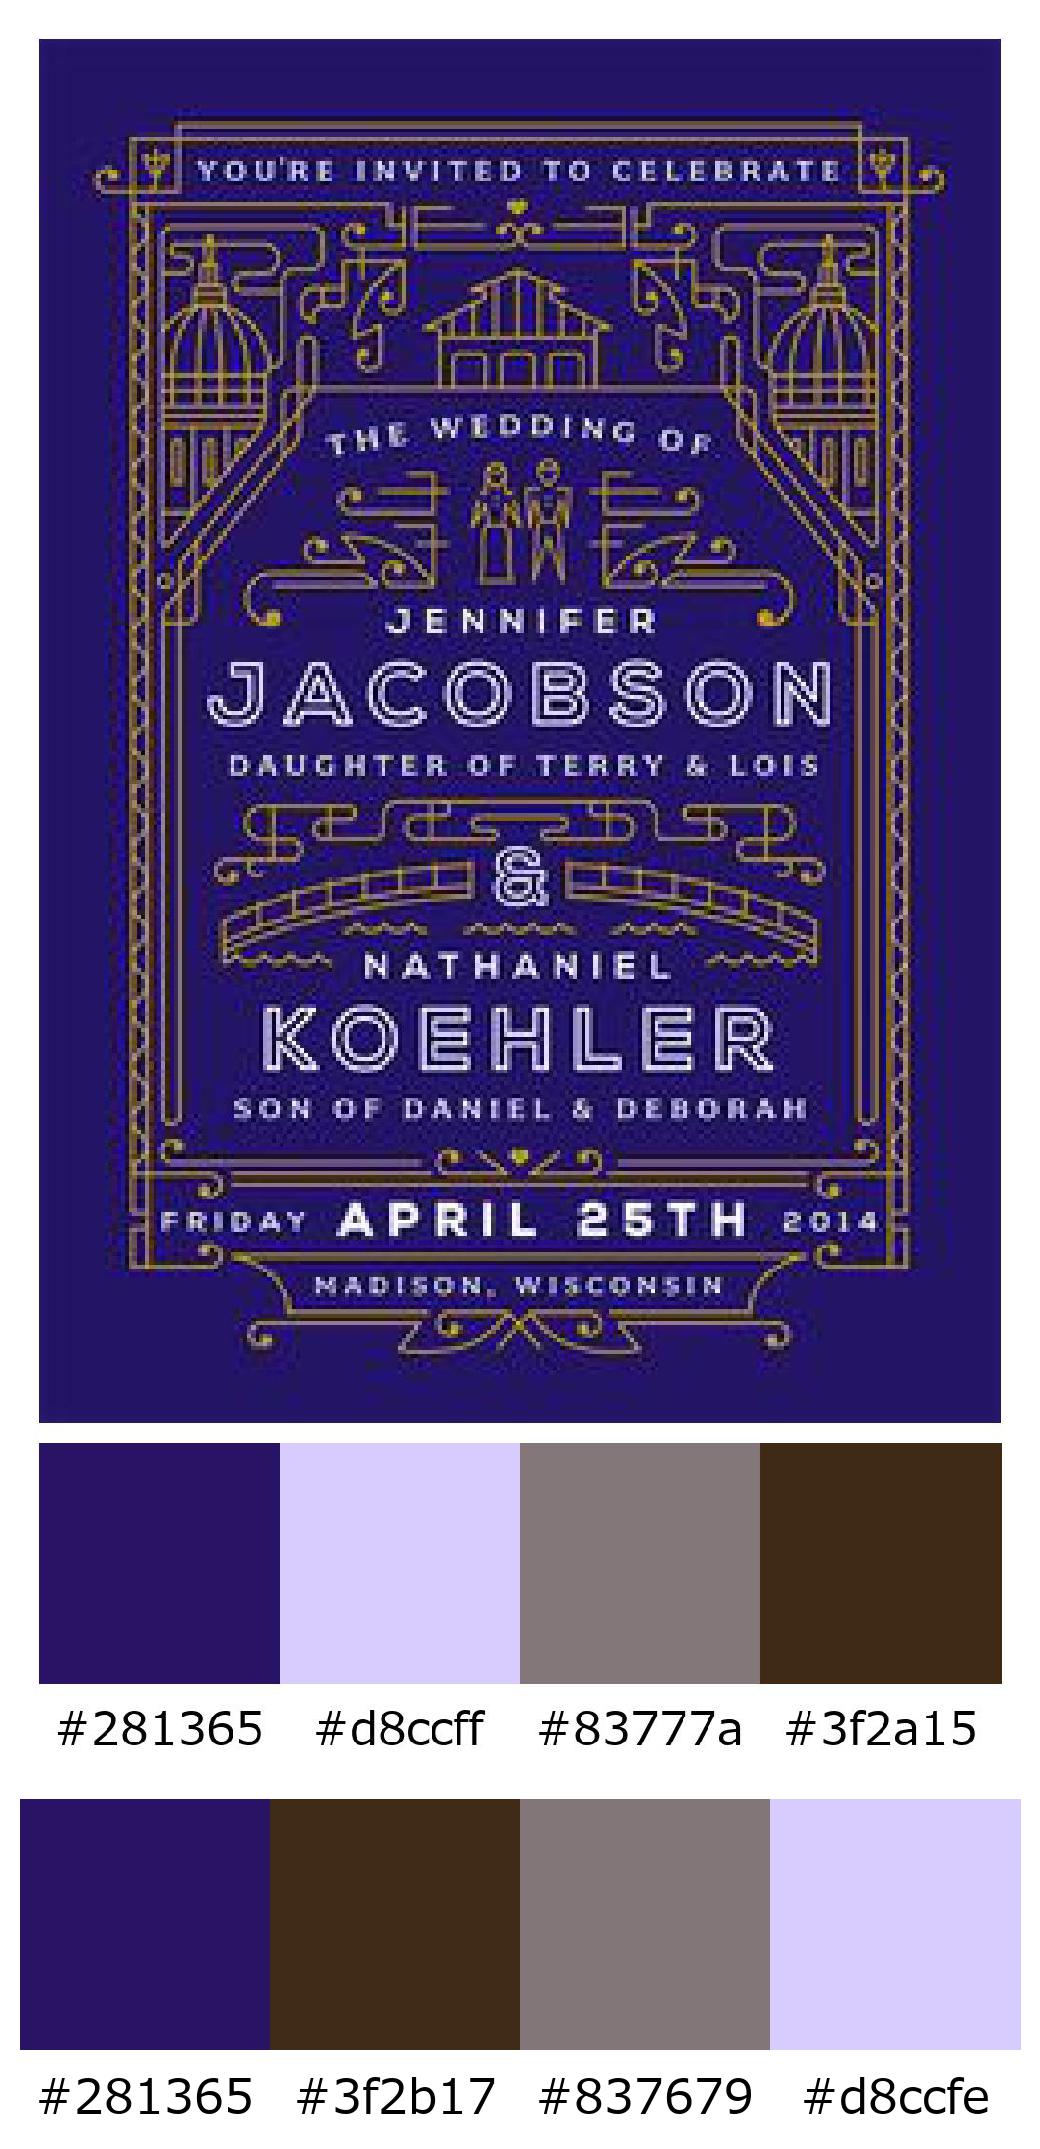 YOU'RE INVITED TO CELEBRATE
THE WEDDING OF
JENNIFER
JACOBSON
DAUGHTER OF TERRY & LOIS
&
NATHANIEL
KOEHLER
SON OF DANIEL & DEBORAH
FRIDAY APRIL 25TH 2014
MADISON, WISCONSIN
#281365 #d8ccff #83777a #3f2a15
#281365 #3f2b17 #837679 #d8ccfe